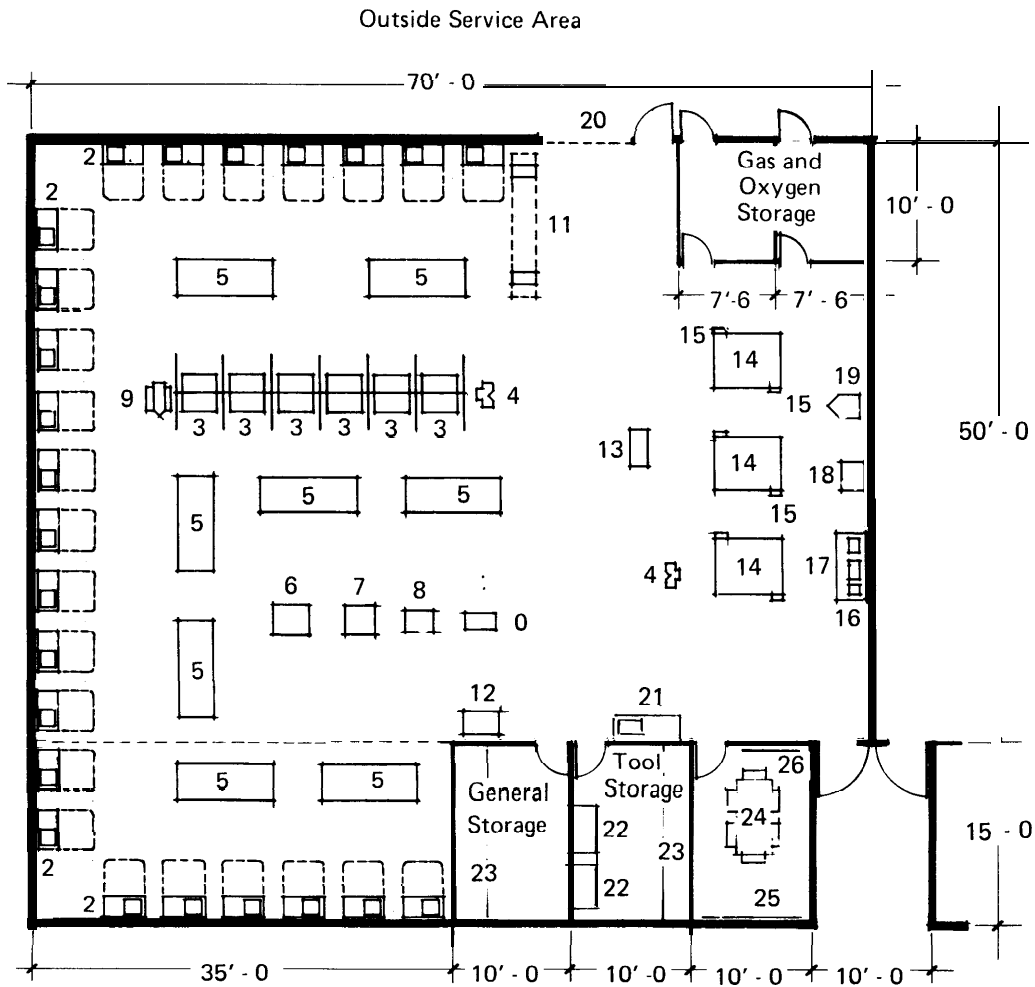 Outside Service Area
70' - 0
20
2
2
Gas and
Oxygen
Storage
10' - 0
11
5
5
7'-6
7' - 6
15
14
19
9
4
15
3
3
3
3
3
3
50' - 0
13
14
18
5
5
5
15
4
14
17
6
7
8
0
16
5
12
21
5
5
General
Storage
Tool
Storage
26
24
22
15 - 0
23
23
2
22
2
25
35' - 0
10' - 0
10' - 0
10' - 0
10' - 0